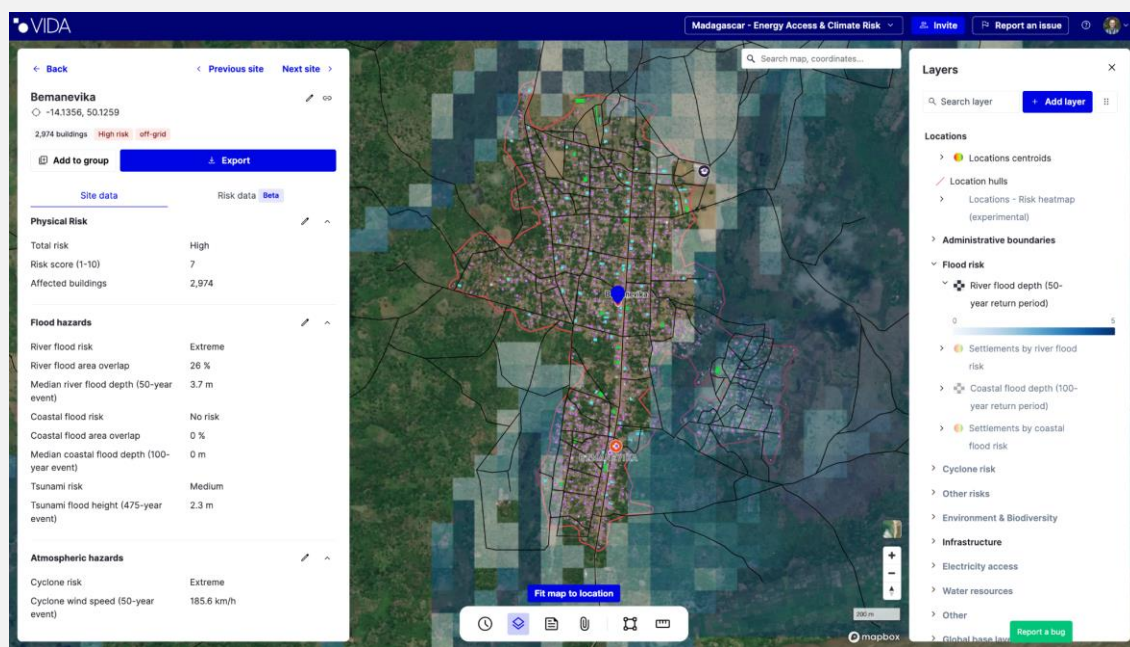 VIDA
Madagascar - Energy Access & Climate Risk
Invite
Report an issue
Back
Previous site
Next site
Bemanevika
-14.1356, 50.1259
2,974 buildings
High risk
off-grid
Add to group
Export
Site data
Risk data
Beta
Physical Risk
Total risk High
Risk score (1-10) 7
Affected buildings 2,974
Flood hazards
River flood risk Extreme
River flood area overlap 26 %
Median river flood depth (50-year 3.7 m
event)
Coastal flood risk No risk
Coastal flood area overlap 0 %
Median coastal flood depth (100- 0 m
year event)
Tsunami risk Medium
Tsunami flood height (475-year 2.3 m
event)
Atmospheric hazards
Cyclone risk Extreme
Cyclone wind speed (50-year 185.6 km/h
event)
Search map, coordinates...
BEMANEVIKA
Fit map to location
200 m
mapbox
Layers
Search layer
+ Add layer
Locations
Locations centroids
Location hulls
Locations - Risk heatmap
(experimental)
Administrative boundaries
Flood risk
River flood depth (50-
year return period)
0 5
Settlements by river flood
risk
Coastal flood depth (100-
year return period)
Settlements by coastal
flood risk
Cyclone risk
Other risks
Environment & Biodiversity
Infrastructure
Electricity access
Water resources
Other
Global base
Report a bug